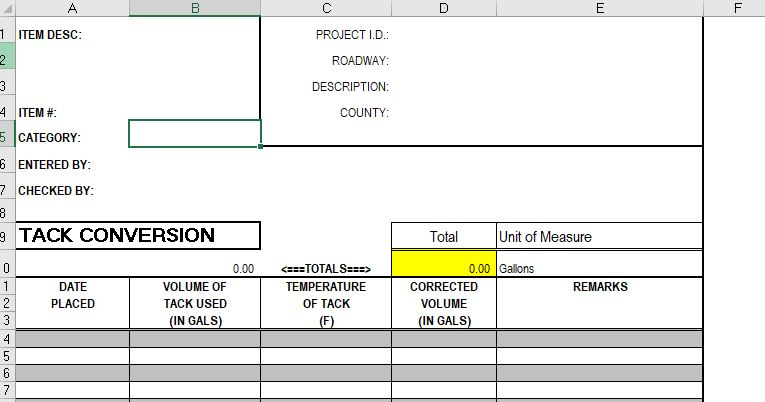 A B C D E F
1 ITEM DESC: PROJECT I.D.:
2 ROADWAY:
3 DESCRIPTION:
4 ITEM #: COUNTY:
5 CATEGORY:
6 ENTERED BY:
7 CHECKED BY:
8
9 TACK CONVERSION Total Unit of Measure
0 0.00 <===TOTALS===> 0.00 Gallons
1 DATE VOLUME OF TEMPERATURE CORRECTED REMARKS
2 PLACED TACK USED OF TACK VOLUME
3 (IN GALS) (F) (IN GALS)
4
5
6
7